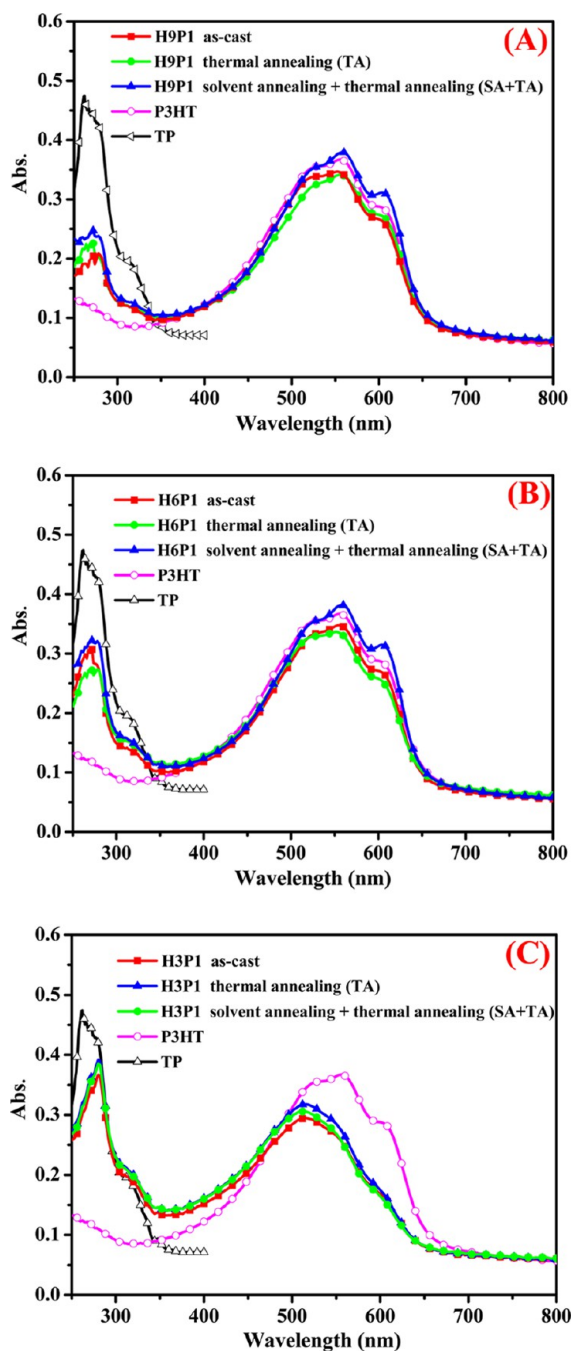 (A)
H9P1 as-cast
H9P1 thermal annealing (TA)
H9P1 solvent annealing + thermal annealing (SA+TA)
P3HT
TP
Abs.
0.6
0.5
0.4
0.3
0.2
0.1
0.0
300 400 500 600 700 800
Wavelength (nm)
(B)
H6P1 as-cast
H6P1 thermal annealing (TA)
H6P1 solvent annealing + thermal annealing (SA+TA)
P3HT
TP
Abs.
0.6
0.5
0.4
0.3
0.2
0.1
0.0
300 400 500 600 700 800
Wavelength (nm)
(C)
H3P1 as-cast
H3P1 thermal annealing (TA)
H3P1 solvent annealing + thermal annealing (SA+TA)
P3HT
TP
Abs.
0.6
0.5
0.4
0.3
0.2
0.1
0.0
300 400 500 600 700 800
Wavelength (nm)